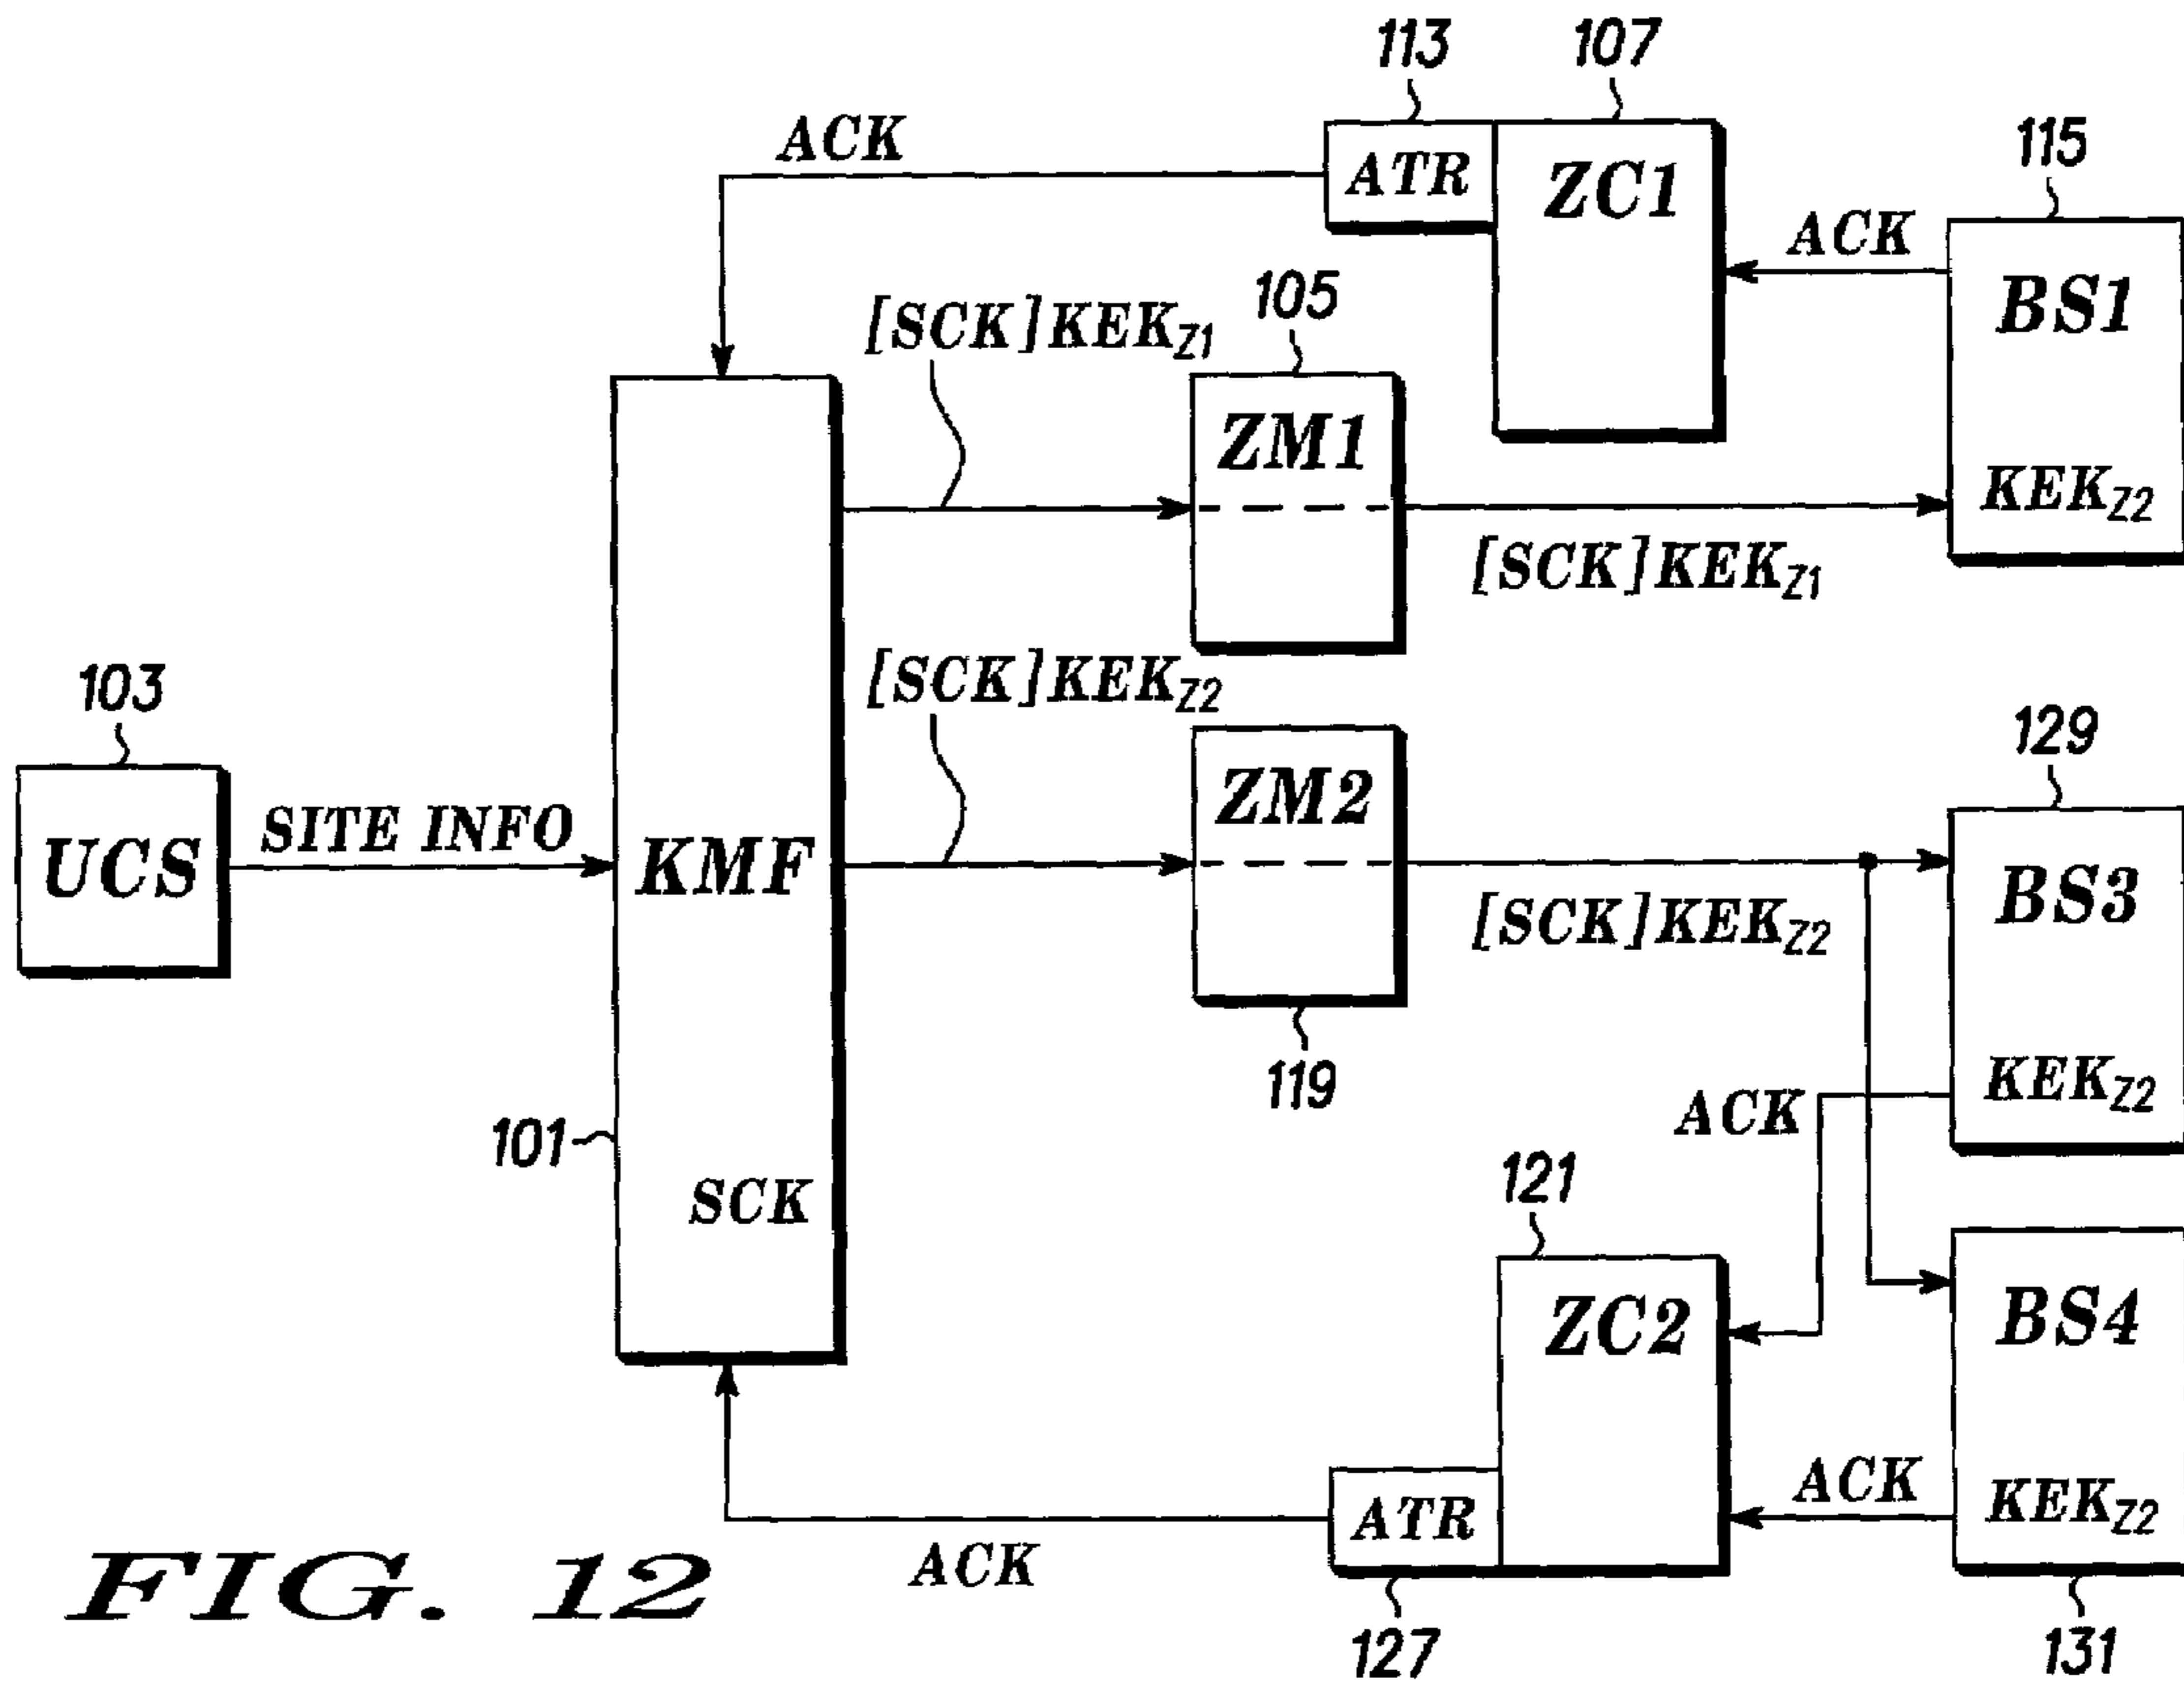 113
107
115
ACK
ATR
ZC1
ACK
BS1
105
[SCK]KEKZ1
ZM1
KEKZ2
[SCK]KEKZ1
[SCK]KEKZ2
103
129
ZM2
UCS
SITE INFO
KMF
BS3
[SCK]KEKZ2
119
KEKZ2
ACK
101
121
SCK
ZC2
BS4
ACK
KEKZ2
ATR
ACK
FIG. 12
127
131